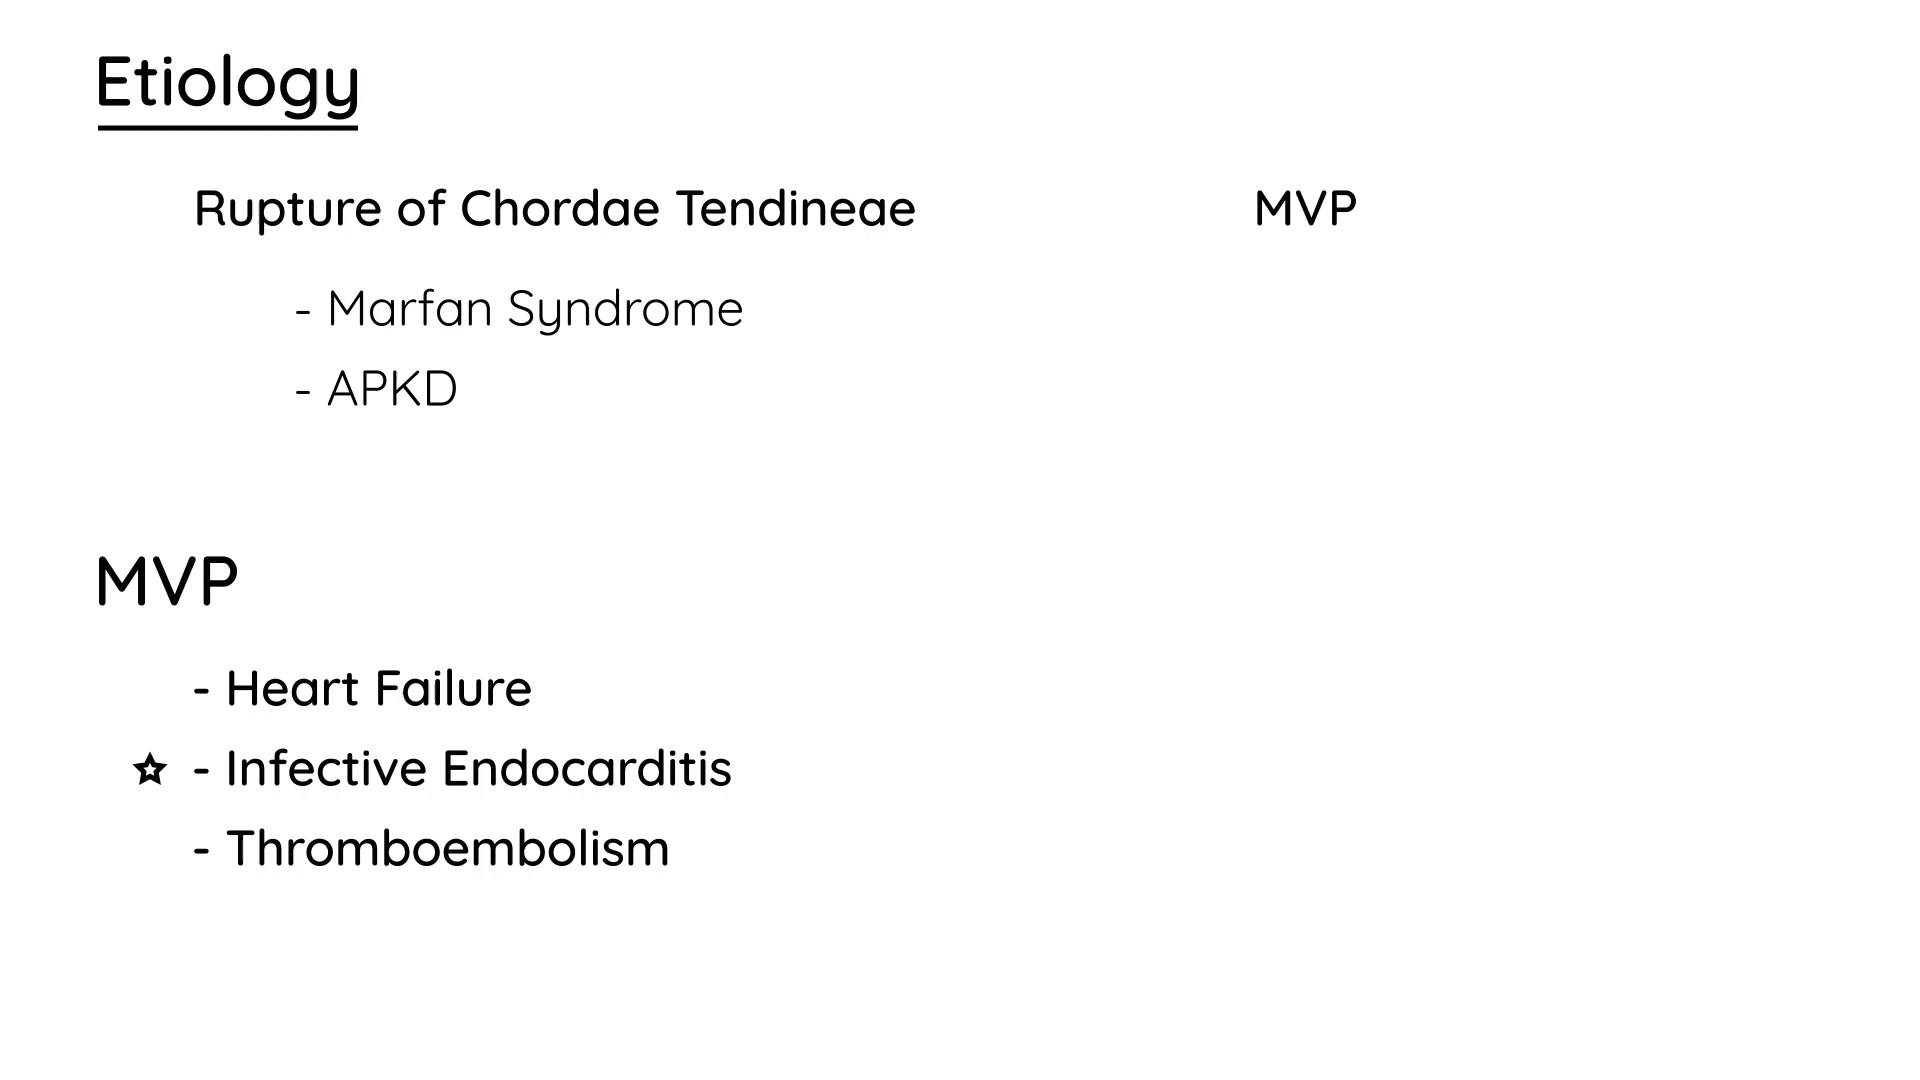 Etiology
Rupture of Chordae Tendineae MVP
- Marfan Syndrome
- APKD
MVP
- Heart Failure
- Infective Endocarditis
- Thromboembolism